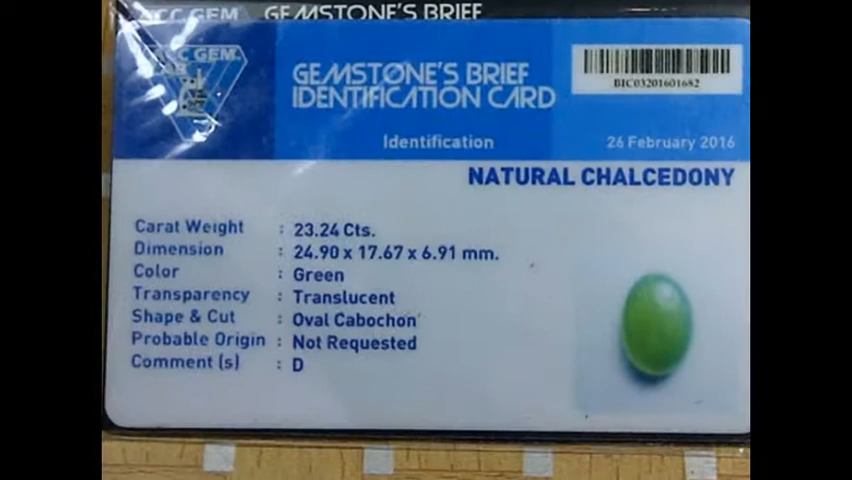 GEMSTONE'S BRIEF
GEM.
GEMSTONE'S BRIEF
IDENTIFICATION CARD
BIC03201601682
Identification
26 February 2016
NATURAL CHALCEDONY
Carat Weight : 23.24 Cts.
Dimension : 24.90 x 17.67 x 6.91 mm.
Color : Green
Transparency : Translucent
Shape & Cut : Oval Cabochon
Probable Origin : Not Requested
Comment (s) : D